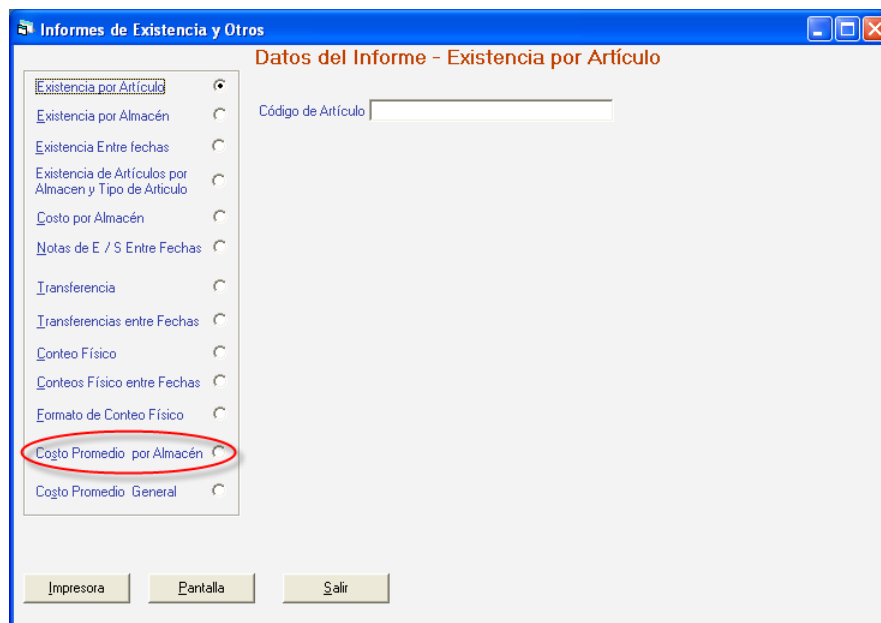 Informes de Existencia y Otros
Datos del Informe - Existencia por Artículo
Existencia por Artículo
Código de Artículo
Existencia por Almacén
Existencia Entre fechas
Existencia de Artículos por
Almacen y Tipo de Articulo
Costo por Almacén
Notas de E / S Entre Fechas
Transferencia
Transferencias entre Fechas
Conteo Físico
Conteos Físico entre Fechas
Formato de Conteo Físico
Costo Promedio por Almacén
Costo Promedio General
Impresora
Pantalla
Salir